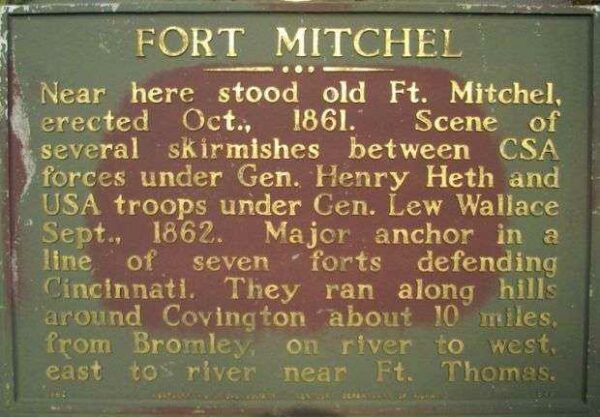 FORT MITCHEL
Near here stood old Ft. Mitchel,
erected Oct., 1861. Scene of
several skirmishes between CSA
forces under Gen. Henry Heth and
USA troops under Gen. Lew Wallace
Sept., 1862. Major anchor in a
line of seven forts defending
Cincinnati. They ran along hills
around Covington about 10 miles,
from Bromley, on river to west,
east to river near Ft. Thomas.